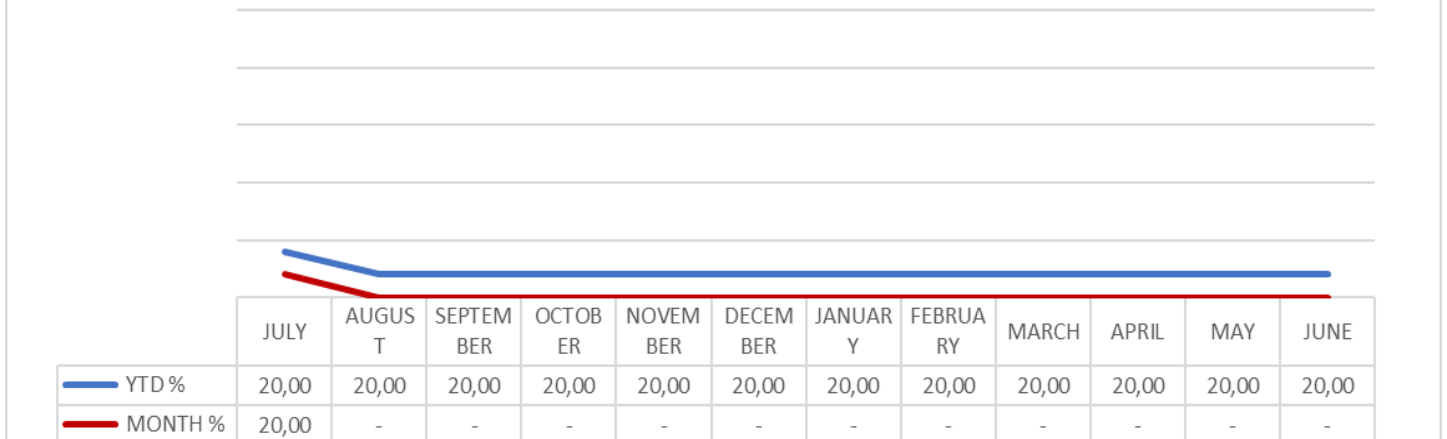 JULY AUGUS SEPTEM OCTOB NOVEM DECEM JANUAR FEBRUA MARCH APRIL MAY JUNE
T BER ER BER BER Y RY
YTD % 20,00 20,00 20,00 20,00 20,00 20,00 20,00 20,00 20,00 20,00 20,00 20,00
MONTH % 20,00 - - - - - - - - - - -